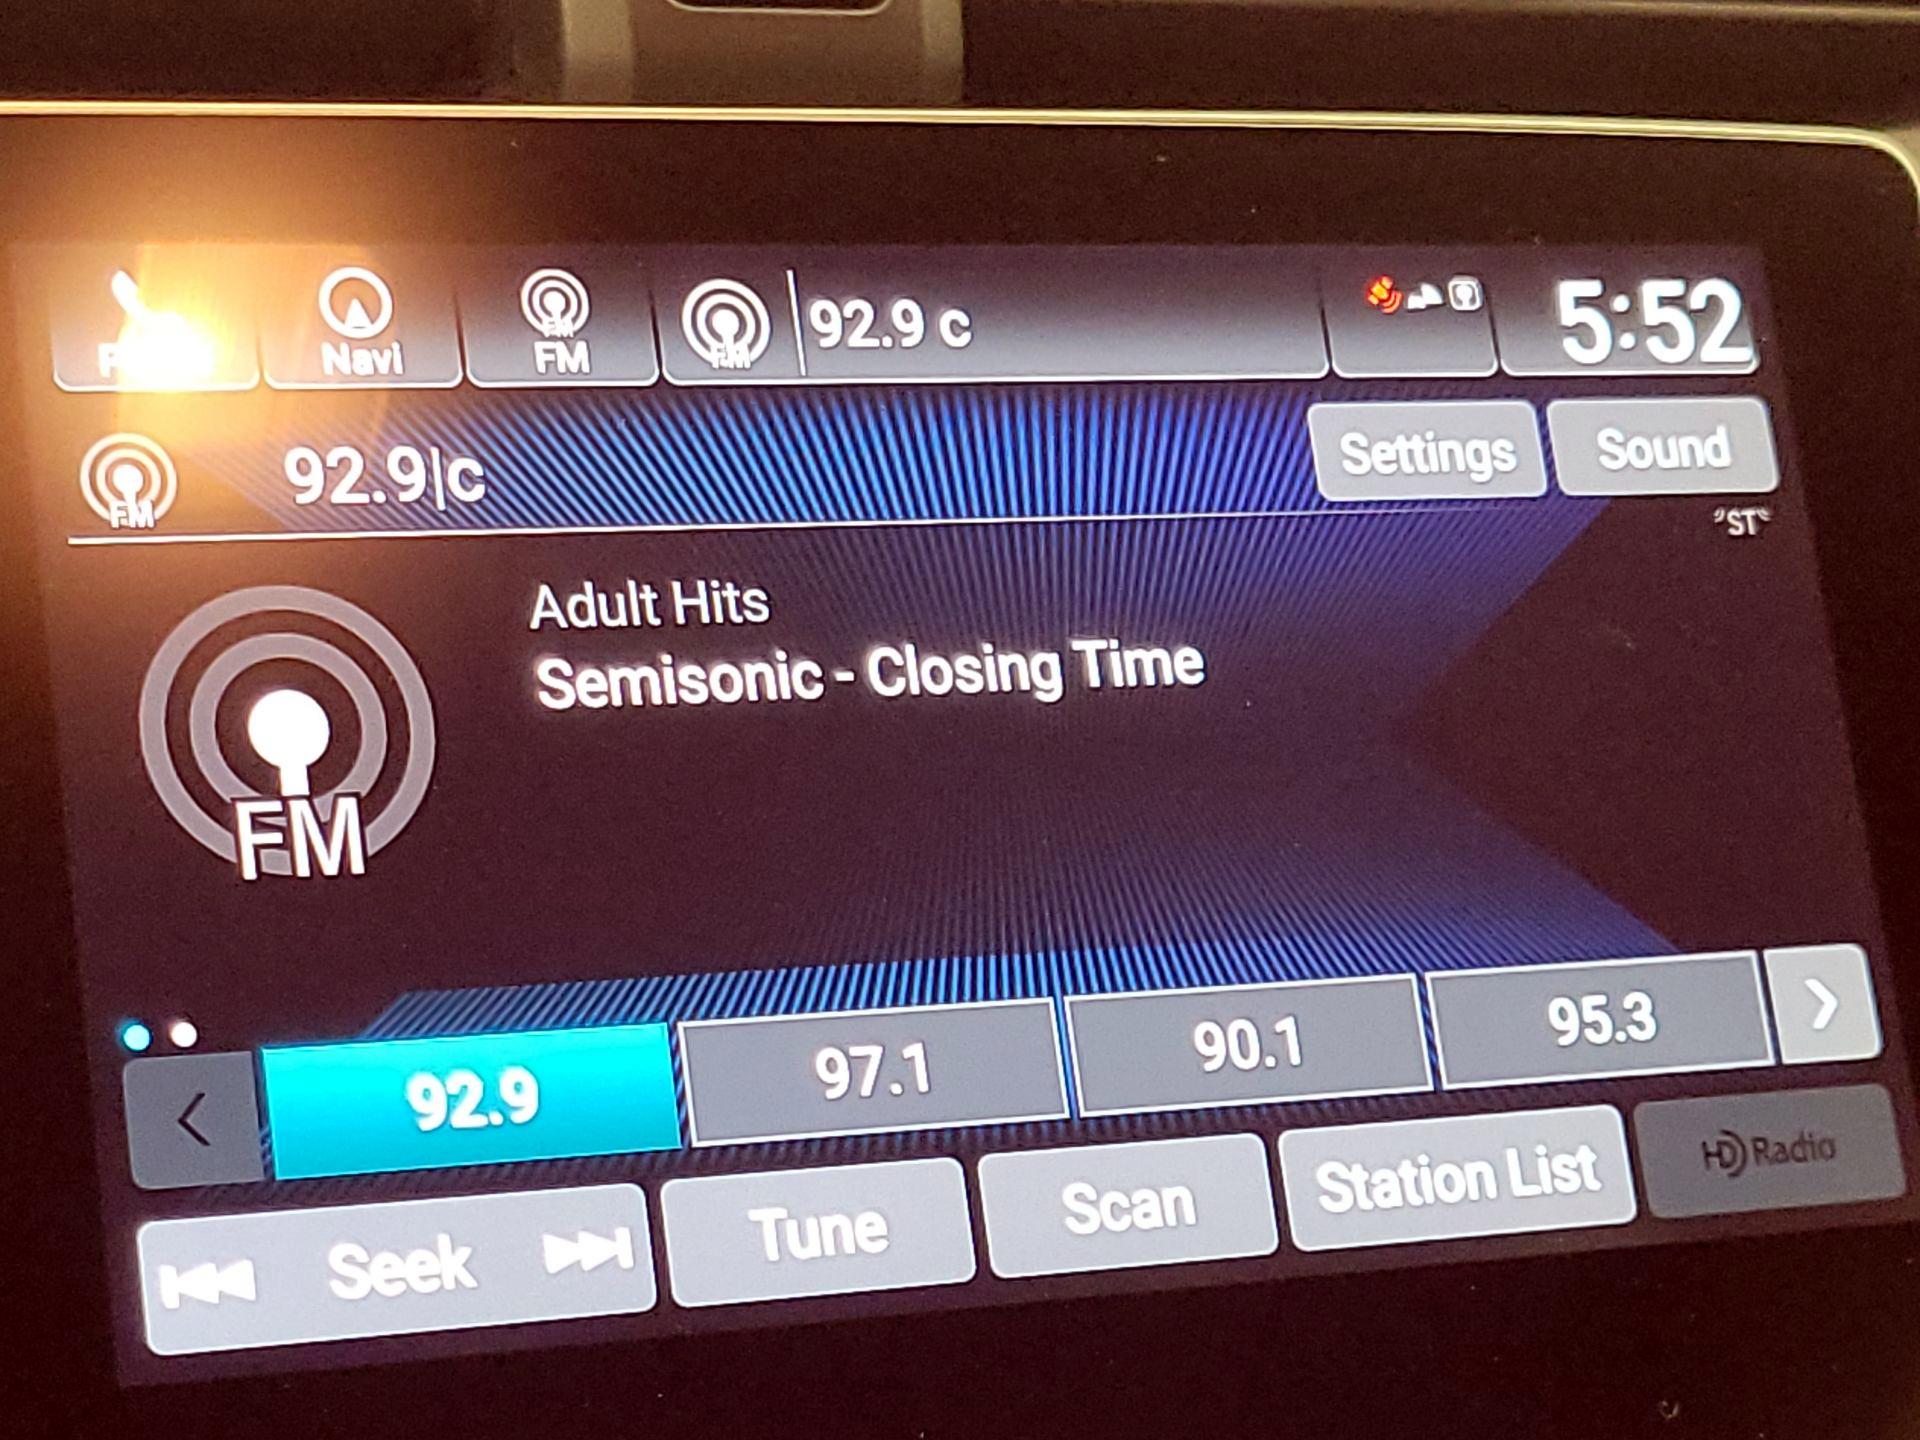 Navi
FM
FM
92.9 c
5:52
FM
92.9|c
Settings
Sound
ST
Adult Hits
Semisonic - Closing Time
FM
92.9
97.1
90.1
95.3
Seek
Tune
Scan
Station List
HD Radio